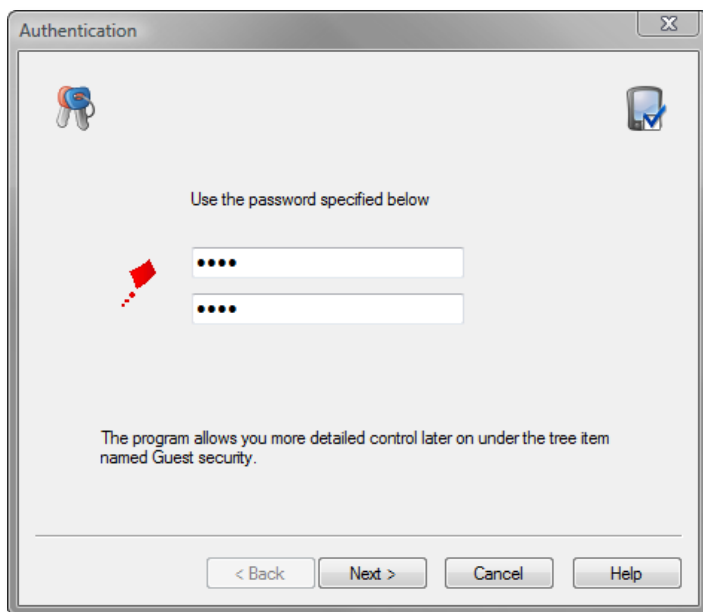 Authentication
Use the password specified below
••••
••••
The program allows you more detailed control later on under the tree item
named Guest security.
< Back Next > Cancel Help